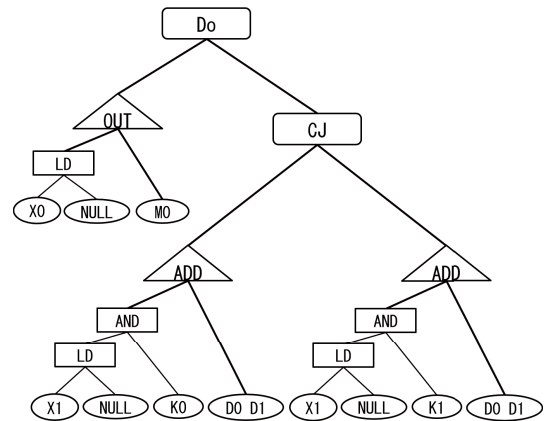 Do
OUT
CJ
LD
X0 NULL M0
ADD ADD
AND AND
LD LD
X1 NULL K0 D0 D1 X1 NULL K1 D0 D1